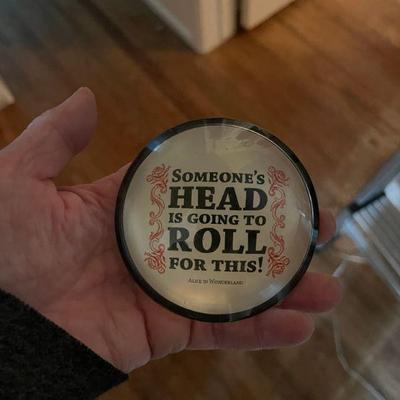 SOMEONE'S
HEAD
IS GOING TO
ROLL
FOR THIS!
ALICE IN WONDERLAND